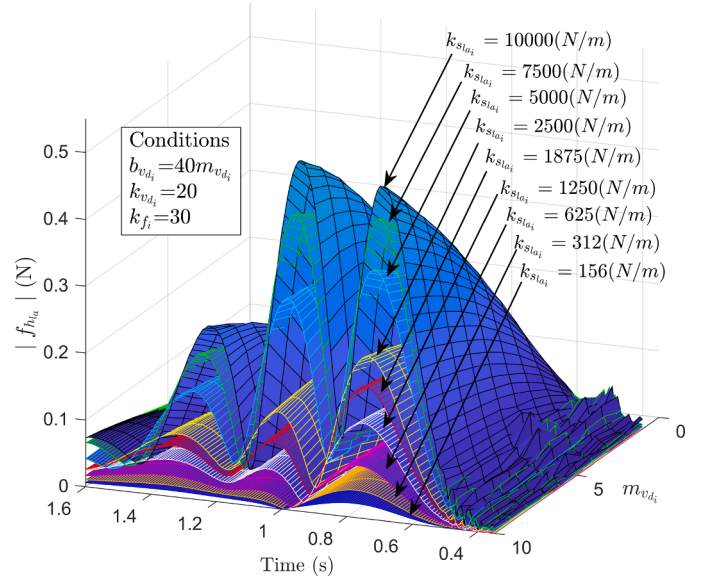 k_{s_{la_i}} = 10000(N/m)
k_{s_{la_i}} = 7500(N/m)
k_{s_{la_i}} = 5000(N/m)
k_{s_{la_i}} = 2500(N/m)
k_{s_{la_i}} = 1875(N/m)
k_{s_{la_i}} = 1250(N/m)
k_{s_{la_i}} = 625(N/m)
k_{s_{la_i}} = 312(N/m)
k_{s_{la_i}} = 156(N/m)
Conditions
b_{v_{d_i}}=40m_{v_{d_i}}
k_{v_{d_i}}=20
k_{f_i}=30
| f_{h_{l_a}} | (N)
0.5
0.4
0.3
0.2
0.1
0
1.6
1.4
1.2
1
0.8
0.6
0.4
Time (s)
0
5
10
m_{v_{d_i}}